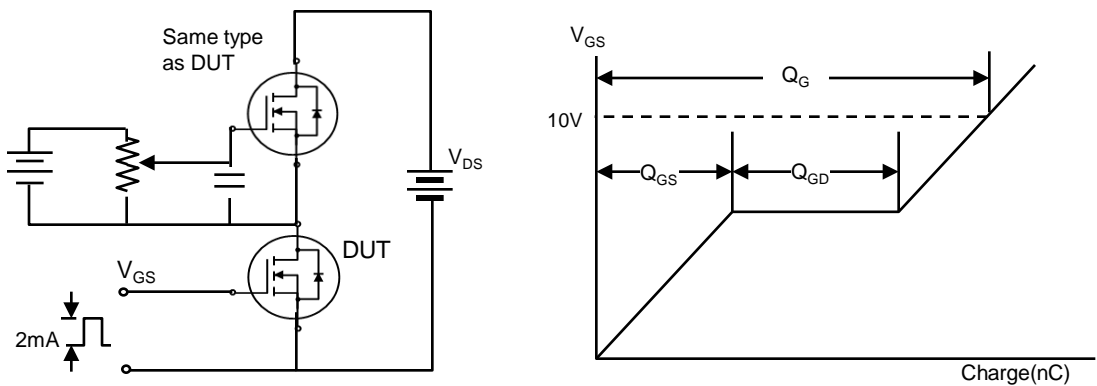 Same type
as DUT
V_DS
DUT
V_GS
2mA
V_GS
Q_G
10V
Q_GS
Q_GD
Charge(nC)